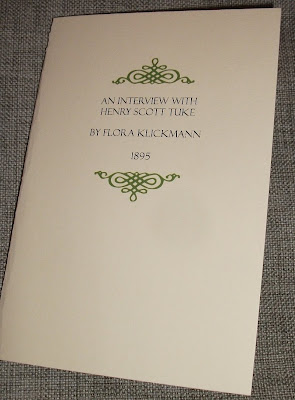 AN INTERVIEW WITH
HENRY SCOTT TUKE
BY FLORA KLICKMANN
1895